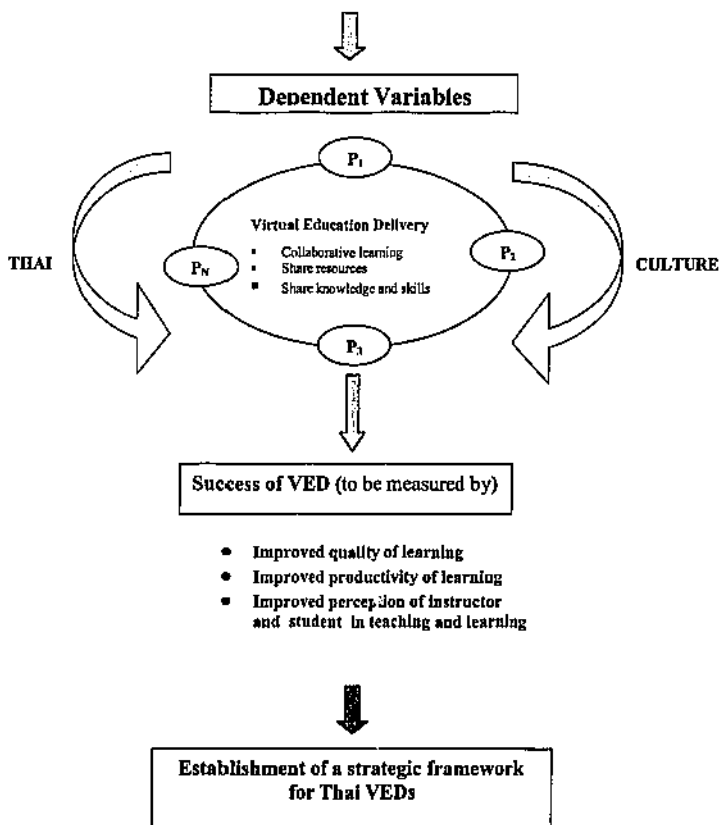 Dependent Variables
P1
Virtual Education Delivery
▪ Collaborative learning
▪ Share resources
▪ Share knowledge and skills
THAI
PN
P2
CULTURE
P3
Success of VED (to be measured by)
● Improved quality of learning
● Improved productivity of learning
● Improved perception of instructor
and student in teaching and learning
Establishment of a strategic framework
for Thai VEDs